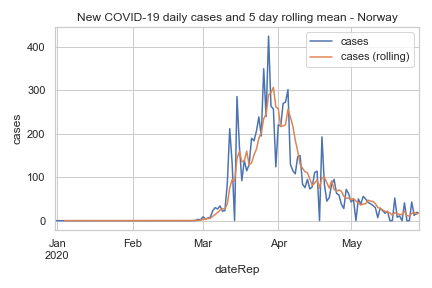 New COVID-19 daily cases and 5 day rolling mean - Norway
cases
cases (rolling)
400
300
200
100
0
cases
Jan
2020
Feb
Mar
Apr
May
dateRep